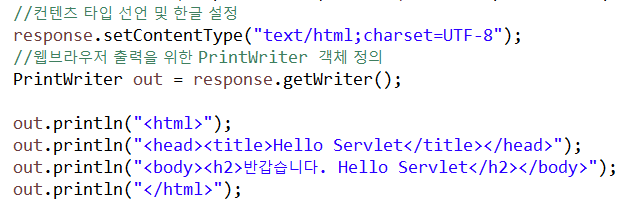 //컨텐츠 타입 선언 및 한글 설정
response.setContentType("text/html;charset=UTF-8");
//웹브라우저 출력을 위한 PrintWriter 객체 정의
PrintWriter out = response.getWriter();
out.println("<html>");
out.println("<head><title>Hello Servlet</title></head>");
out.println("<body><h2>반갑습니다. Hello Servlet</h2></body>");
out.println("</html>");